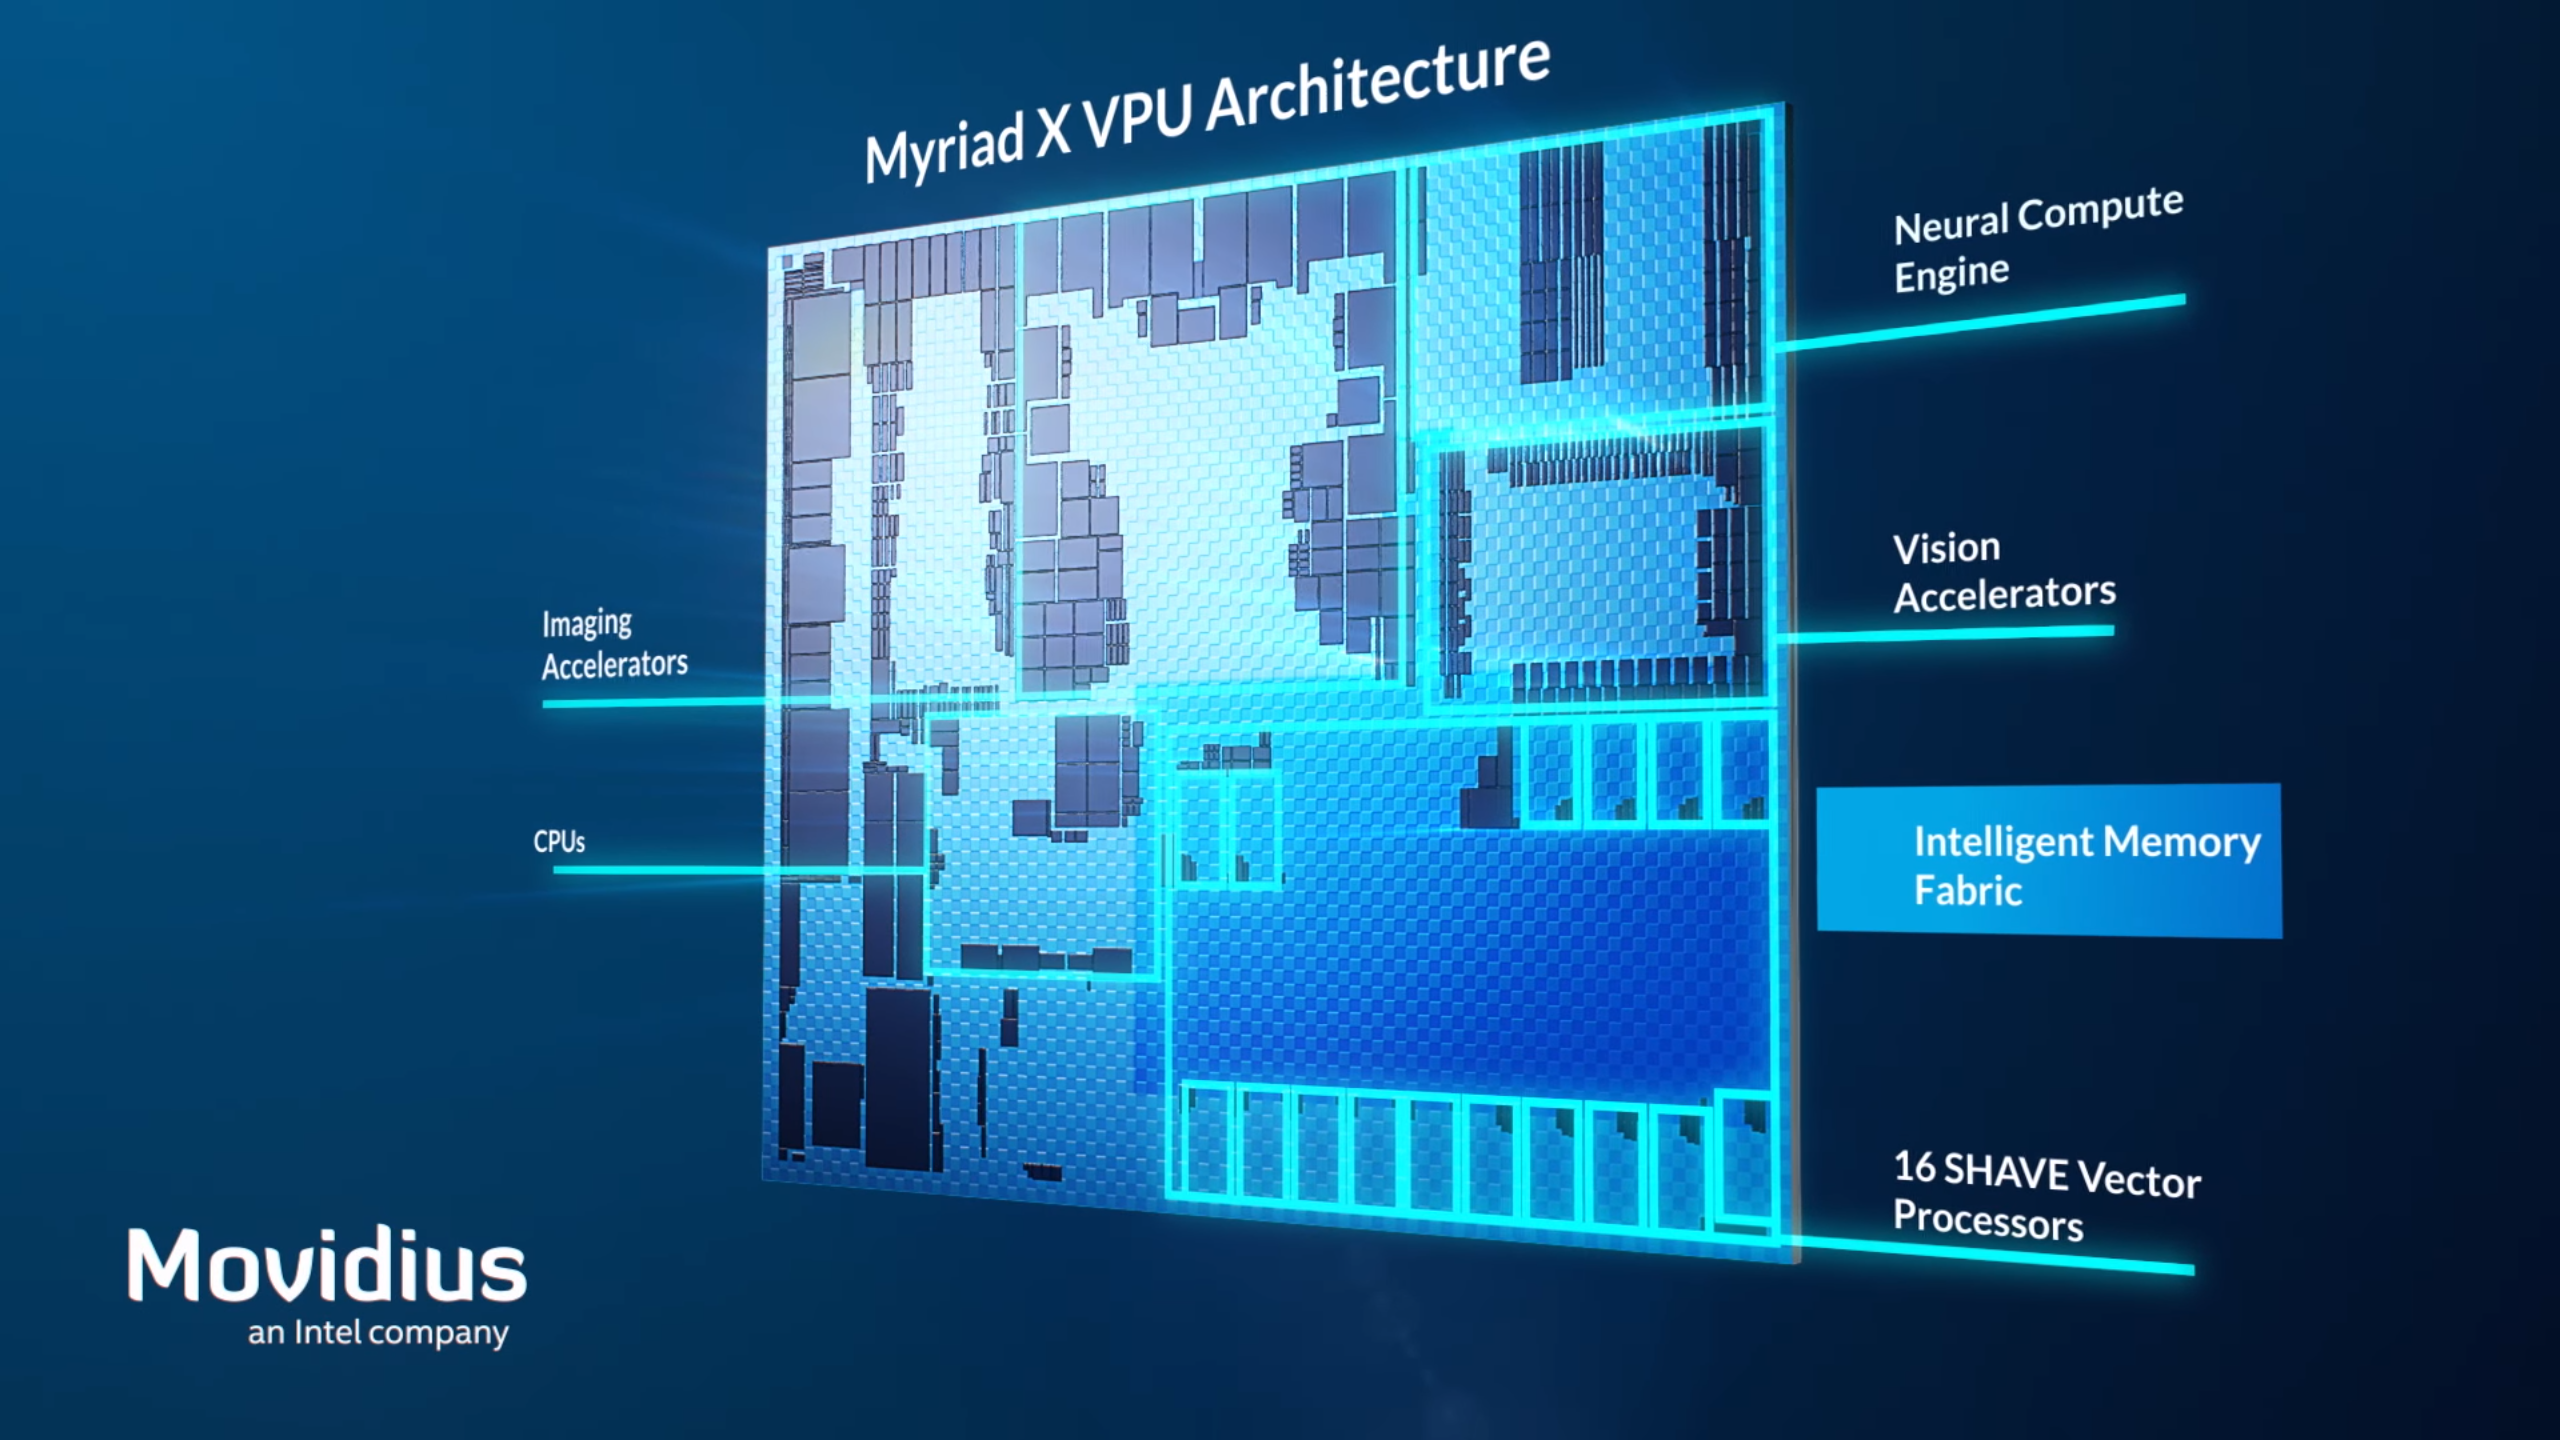 Myriad X VPU Architecture
Neural Compute
Engine
Vision
Accelerators
Imaging
Accelerators
CPUs
Intelligent Memory
Fabric
16 SHAVE Vector
Processors
Movidius
an Intel company